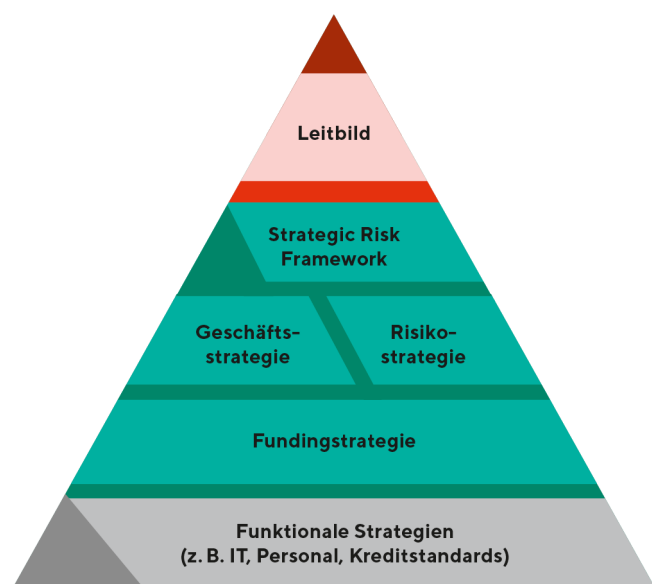 Leitbild
Strategic Risk
Framework
Geschäfts-
strategie
Risiko-
strategie
Fundingstrategie
Funktionale Strategien
(z. B. IT, Personal, Kreditstandards)